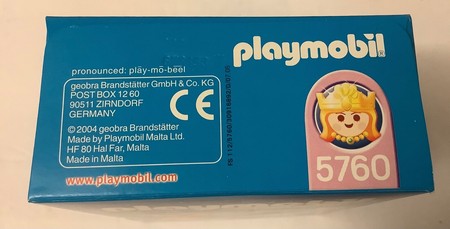 playmobil
pronounced: pläy-mō-bēēl
geobra Brandstätter GmbH & Co. KG
POST BOX 12 60
90511 ZIRNDORF
GERMANY
CE
© 2004 geobra Brandstätter
Made by Playmobil Malta Ltd.
HF 80 Hal Far, Malta
Made in Malta
www.playmobil.com
5760